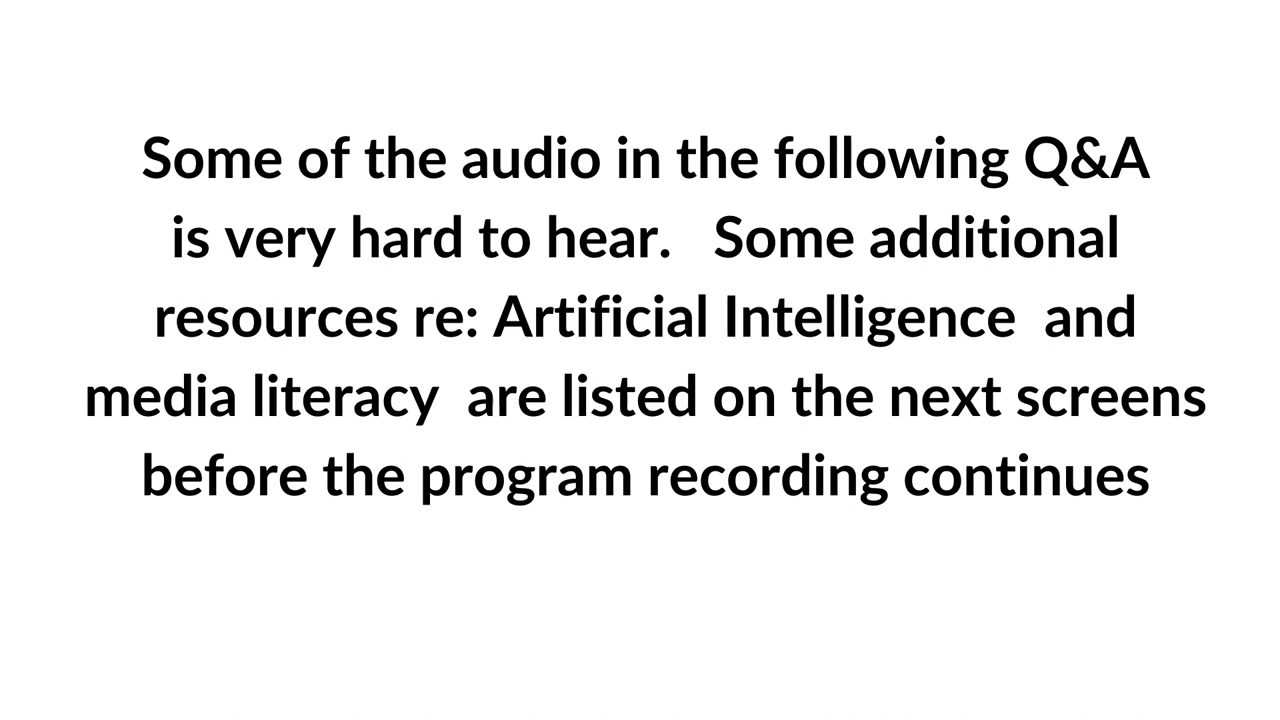 Some of the audio in the following Q&A
is very hard to hear.   Some additional
resources re: Artificial Intelligence  and
media literacy  are listed on the next screens
before the program recording continues